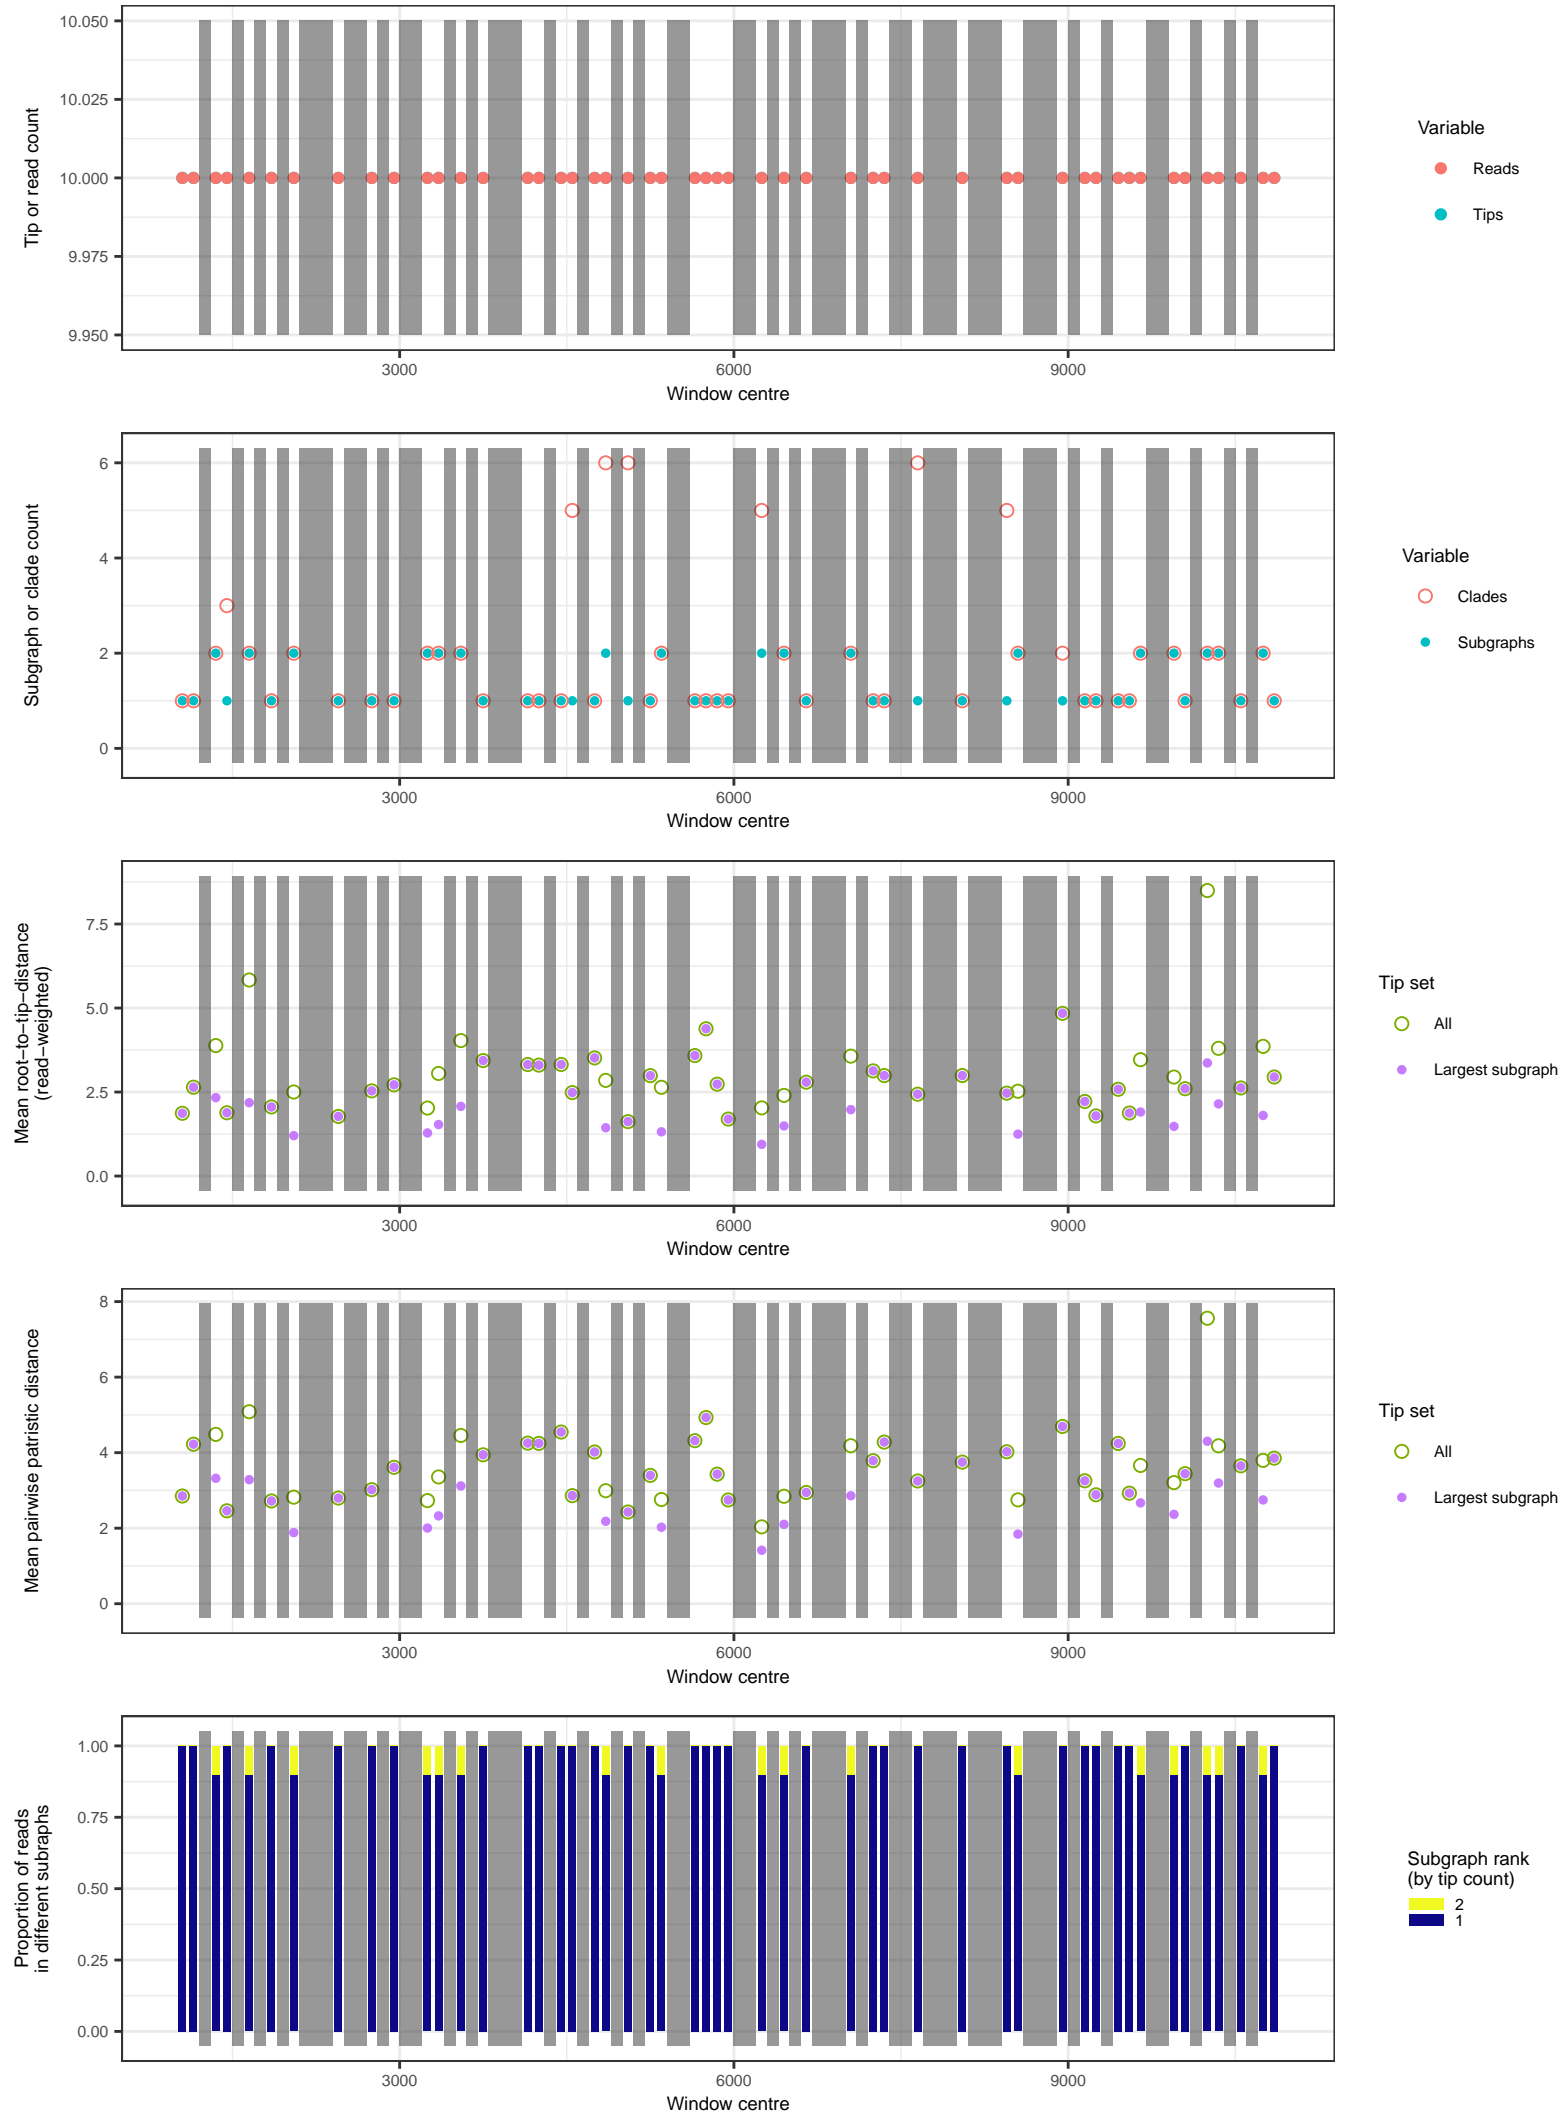 10.050
10.025
10.000
9.975
9.950
Tip or read count
3000
6000
9000
Window centre
Variable
Reads
Tips
6
4
2
0
Subgraph or clade count
3000
6000
9000
Window centre
Variable
Clades
Subgraphs
7.5
5.0
2.5
0.0
Mean root−to−tip−distance
(read−weighted)
3000
6000
9000
Window centre
Tip set
All
Largest subgraph
8
6
4
2
0
Mean pairwise patristic distance
3000
6000
9000
Window centre
Tip set
All
Largest subgraph
1.00
0.75
0.50
0.25
0.00
Proportion of reads
in different subraphs
3000
6000
9000
Window centre
Subgraph rank
(by tip count)
2
1